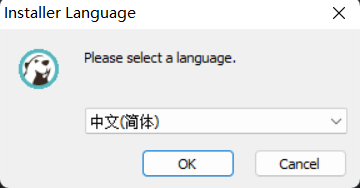 Installer Language
Please select a language.
中文(简体)
OK
Cancel